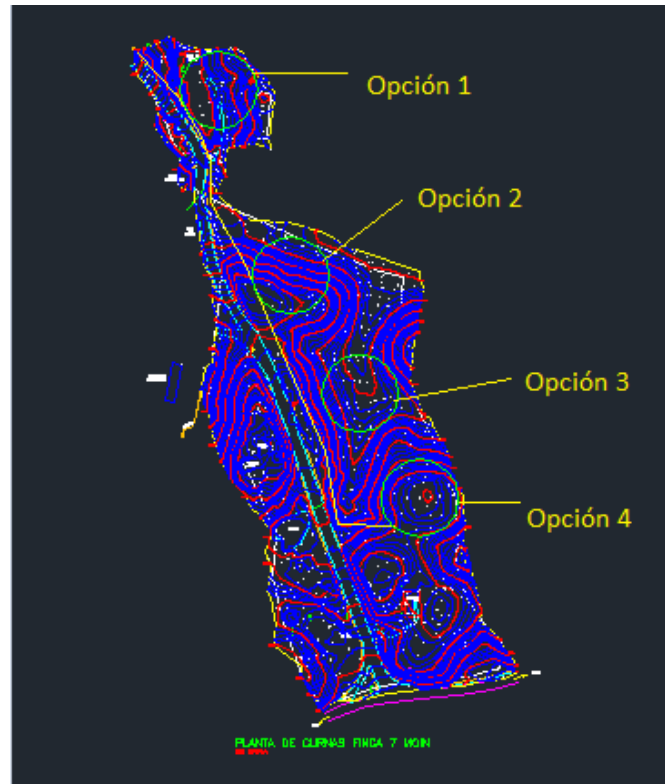 Opción 1
Opción 2
Opción 3
Opción 4
PLANTA DE CURVAS FINCA 7 MOIN